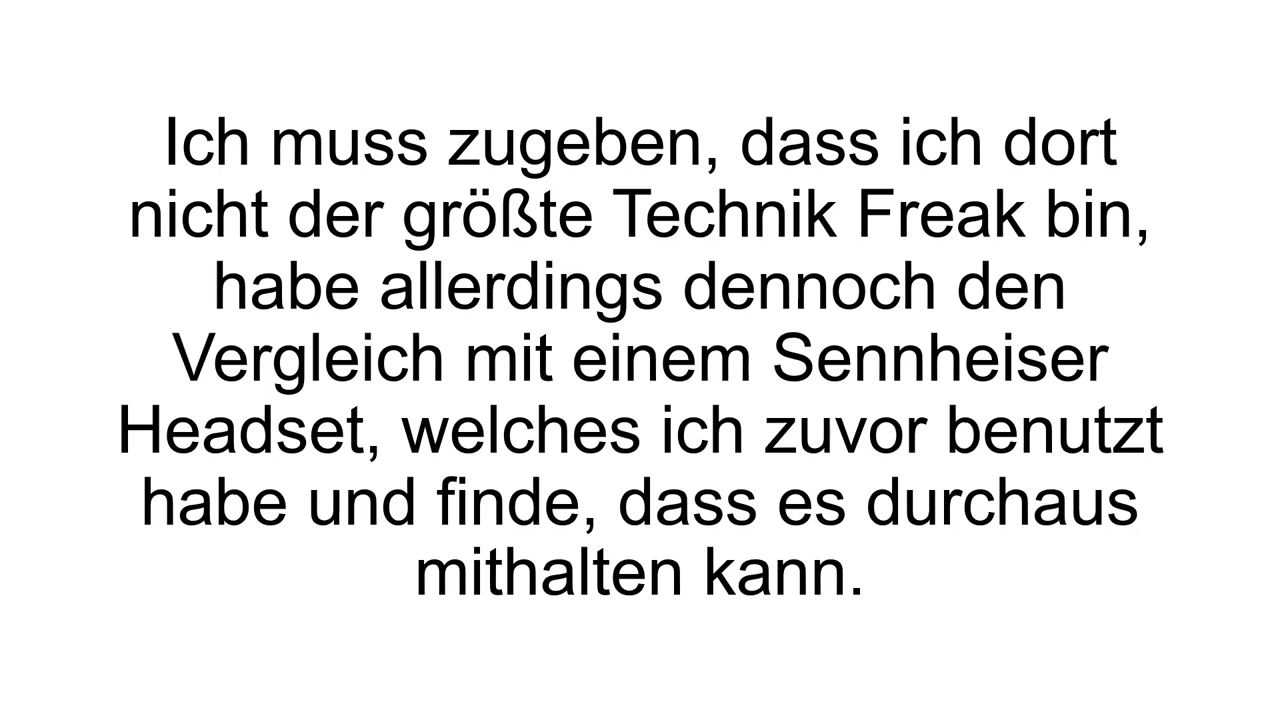 Ich muss zugeben, dass ich dort
nicht der größte Technik Freak bin,
habe allerdings dennoch den
Vergleich mit einem Sennheiser
Headset, welches ich zuvor benutzt
habe und finde, dass es durchaus
mithalten kann.